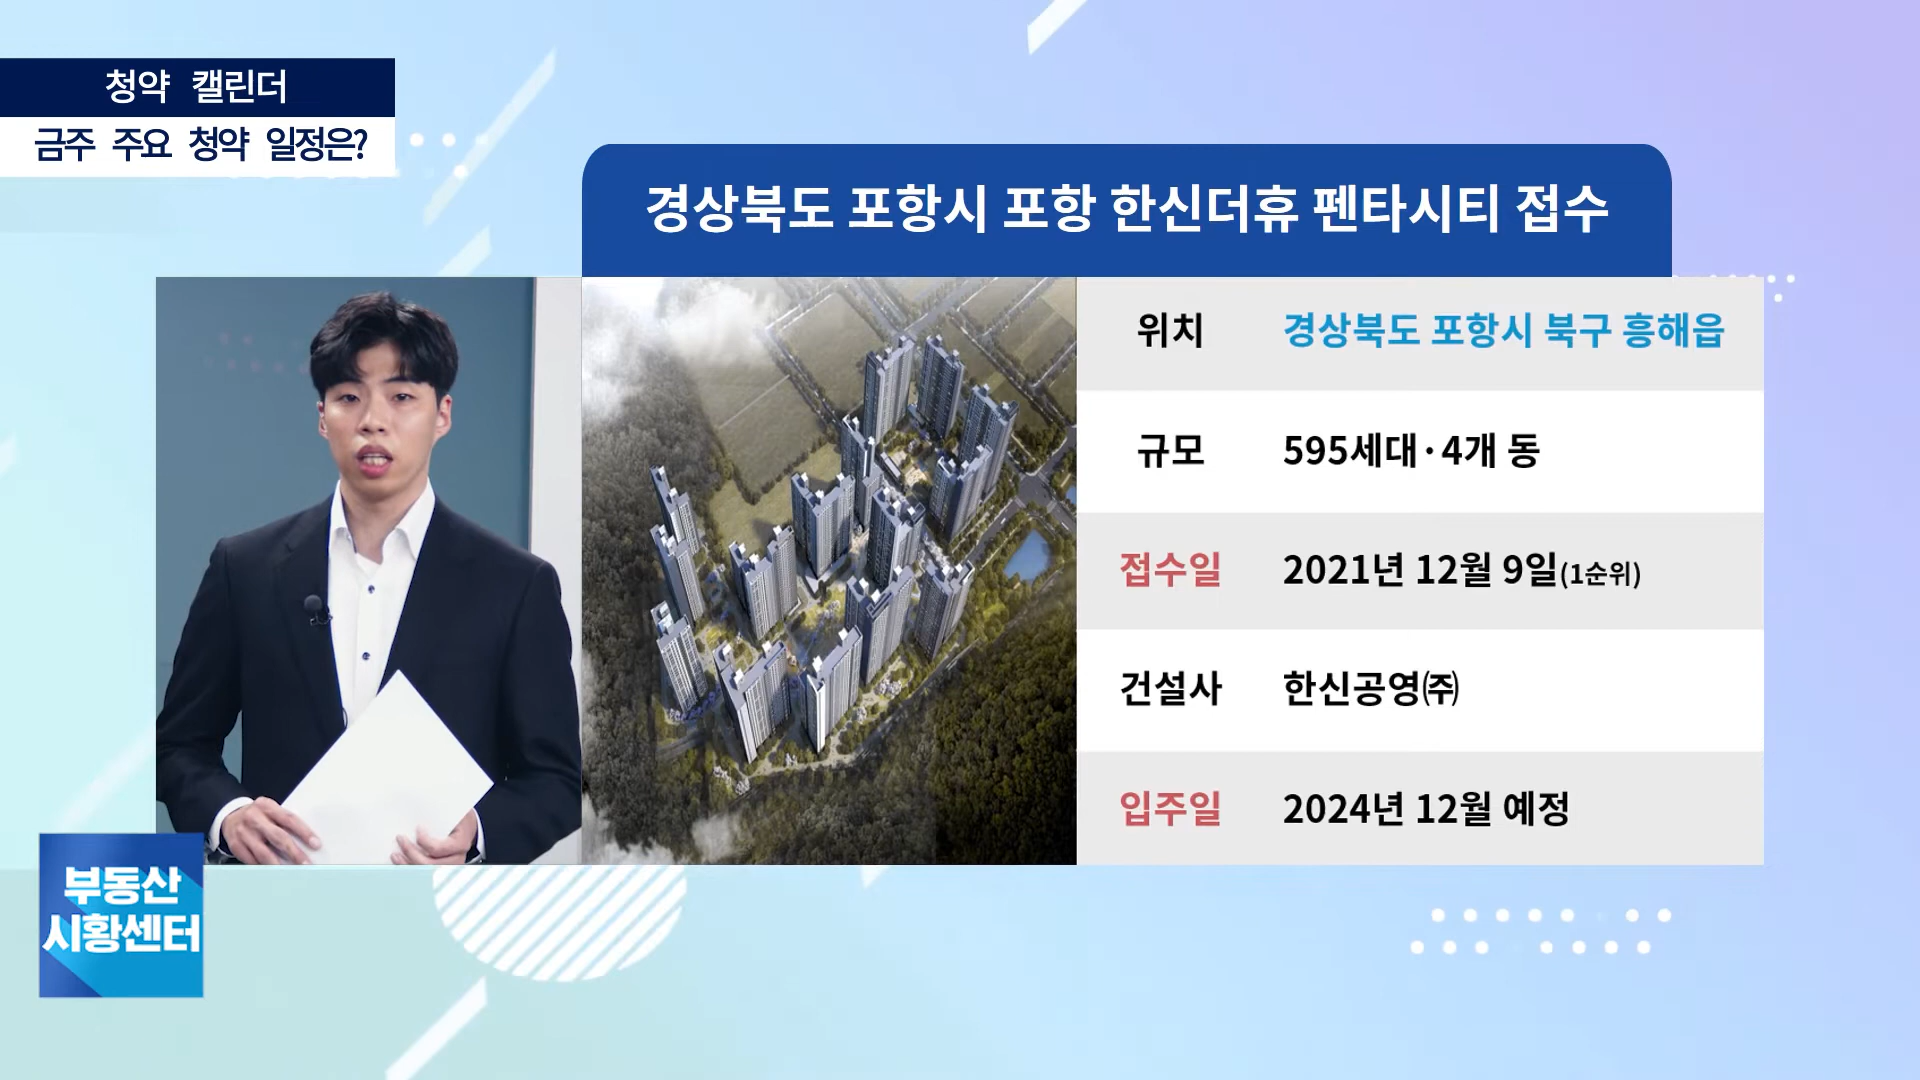 청약 캘린더
금주 주요 청약 일정은?
경상북도 포항시 포항 한신더휴 펜타시티 접수
위치 경상북도 포항시 북구 흥해읍
규모 595세대·4개 동
접수일 2021년 12월 9일(1순위)
건설사 한신공영㈜
입주일 2024년 12월 예정
부동산
시황센터